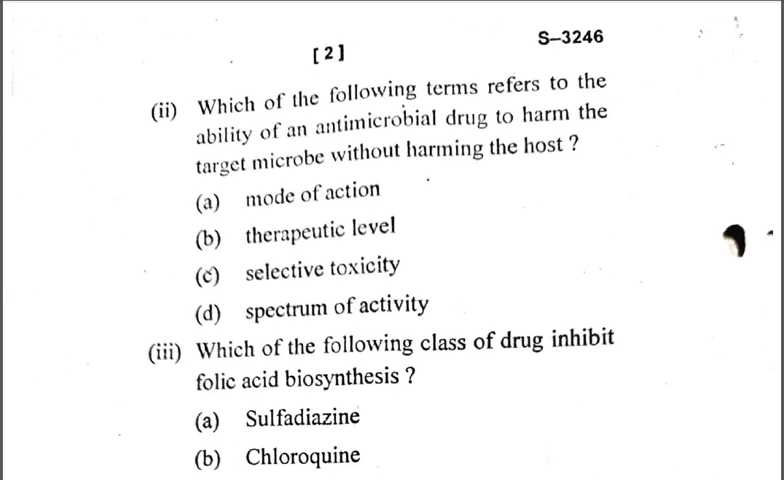 S–3246
[ 2 ]
(ii) Which of the following terms refers to the
ability of an antimicrobial drug to harm the
target microbe without harming the host ?
(a) mode of action
(b) therapeutic level
(c) selective toxicity
(d) spectrum of activity
(iii) Which of the following class of drug inhibit
folic acid biosynthesis ?
(a) Sulfadiazine
(b) Chloroquine